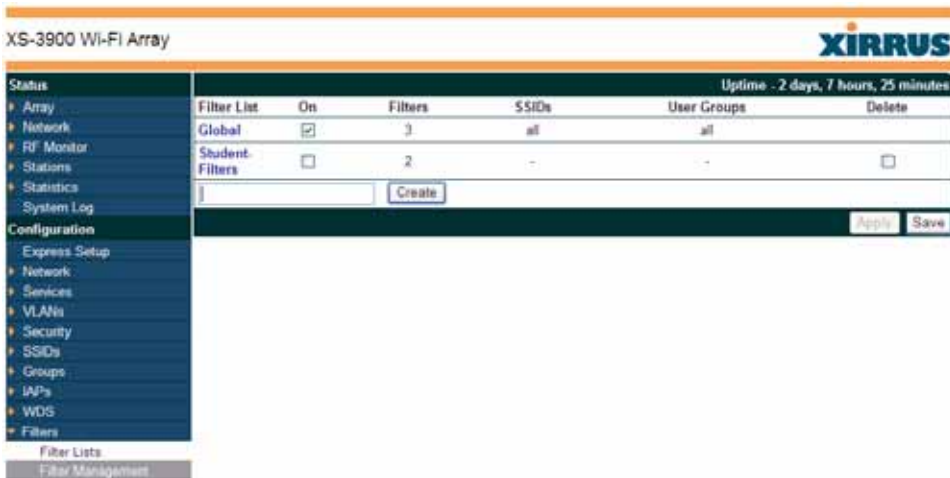 XS-3900 Wi-Fi Array
XIRRUS
Status
Uptime - 2 days, 7 hours, 25 minutes
Array
Network
RF Monitor
Stations
Statistics
System Log
Configuration
Express Setup
Network
Services
VLANs
Security
SSIDs
Groups
IAPs
WDS
Filters
Filter Lists
Filter Management
Filter List On Filters SSIDs User Groups Delete
Global 3 all all
Student-
Filters 2 - -
Create
Apply Save